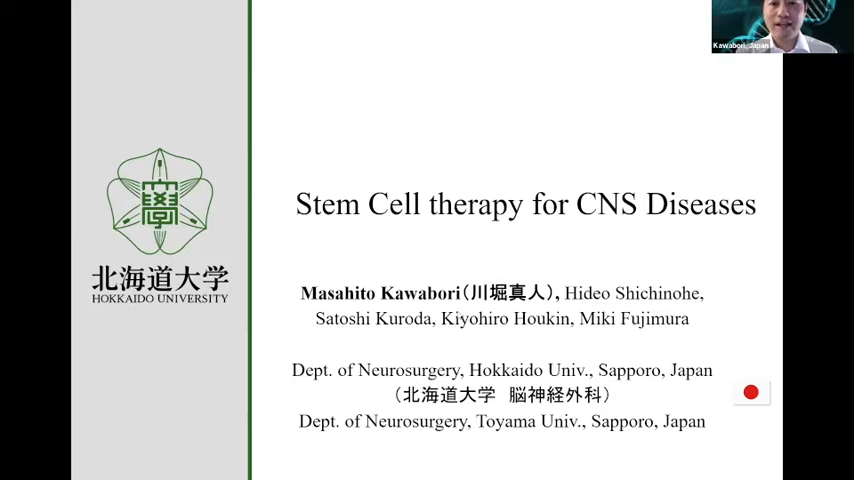 Kawabori, Japan
Stem Cell therapy for CNS Diseases
北海道大学
HOKKAIDO UNIVERSITY
Masahito Kawabori(川堀真人), Hideo Shichinohe,
Satoshi Kuroda, Kiyohiro Houkin, Miki Fujimura
Dept. of Neurosurgery, Hokkaido Univ., Sapporo, Japan
(北海道大学 脳神経外科)
Dept. of Neurosurgery, Toyama Univ., Sapporo, Japan